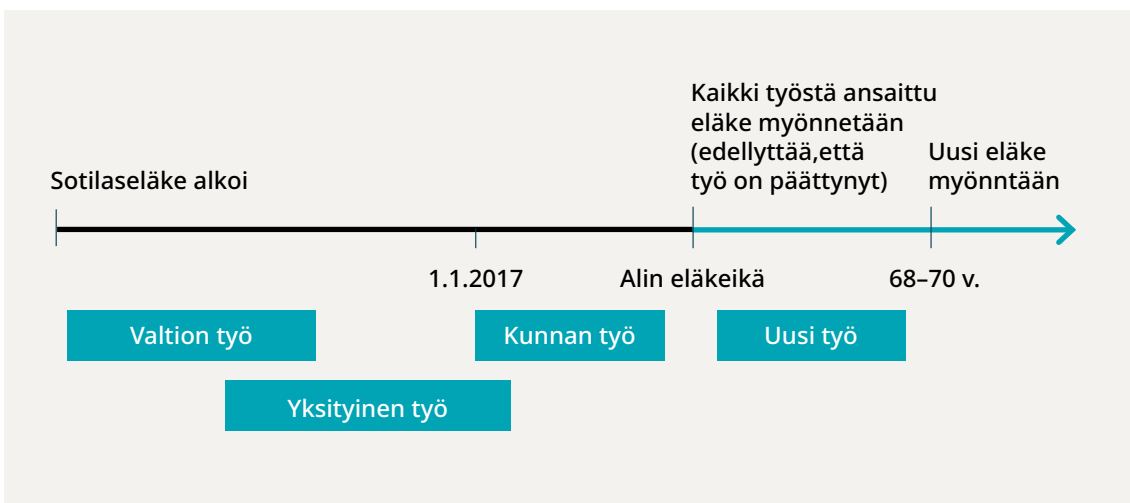 Kaikki työstä ansaittu
eläke myönnetään
(edellyttää,että
työ on päättynyt)
Uusi eläke
myönntään
Sotilaseläke alkoi
1.1.2017
Alin eläkeikä
68–70 v.
Valtion työ
Kunnan työ
Uusi työ
Yksityinen työ